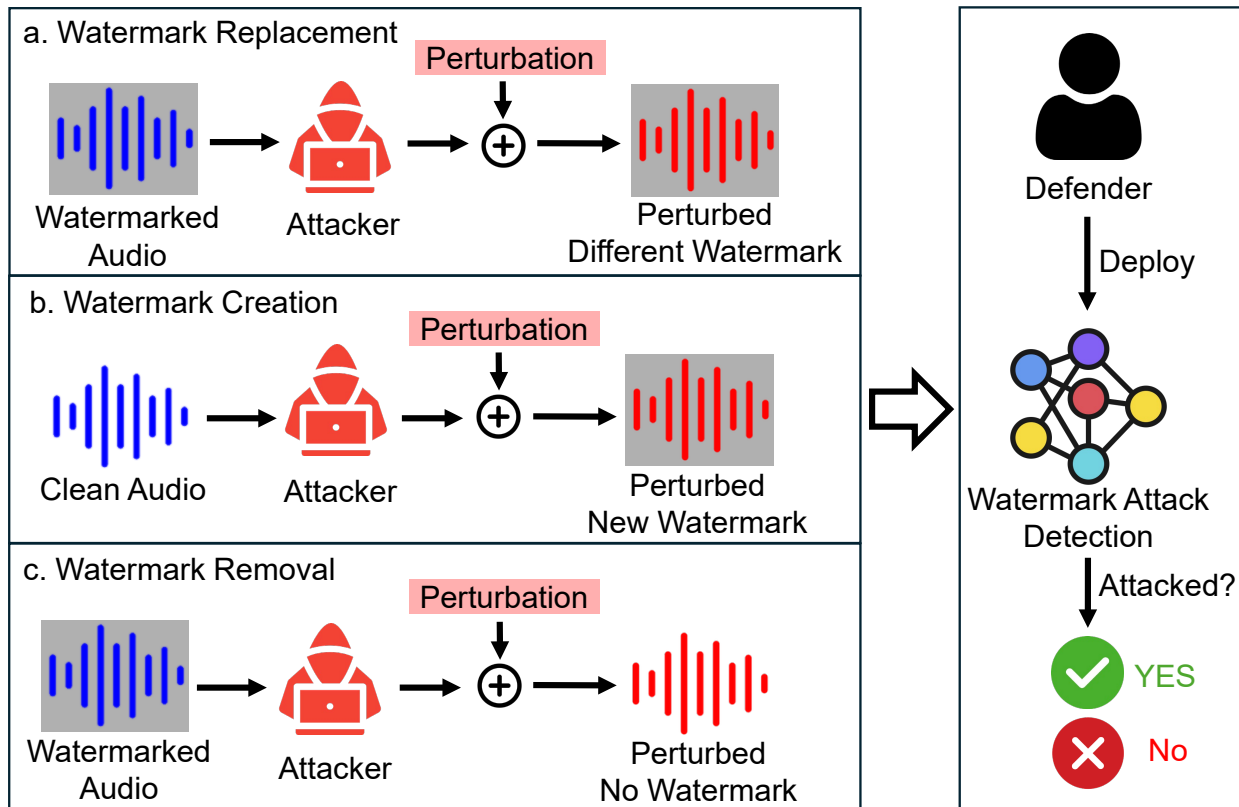 a. Watermark Replacement
Perturbation
Watermarked
Audio
Attacker
Perturbed
Different Watermark
b. Watermark Creation
Perturbation
Clean Audio
Attacker
Perturbed
New Watermark
c. Watermark Removal
Perturbation
Watermarked
Audio
Attacker
Perturbed
No Watermark
Defender
Deploy
Watermark Attack
Detection
Attacked?
YES
No